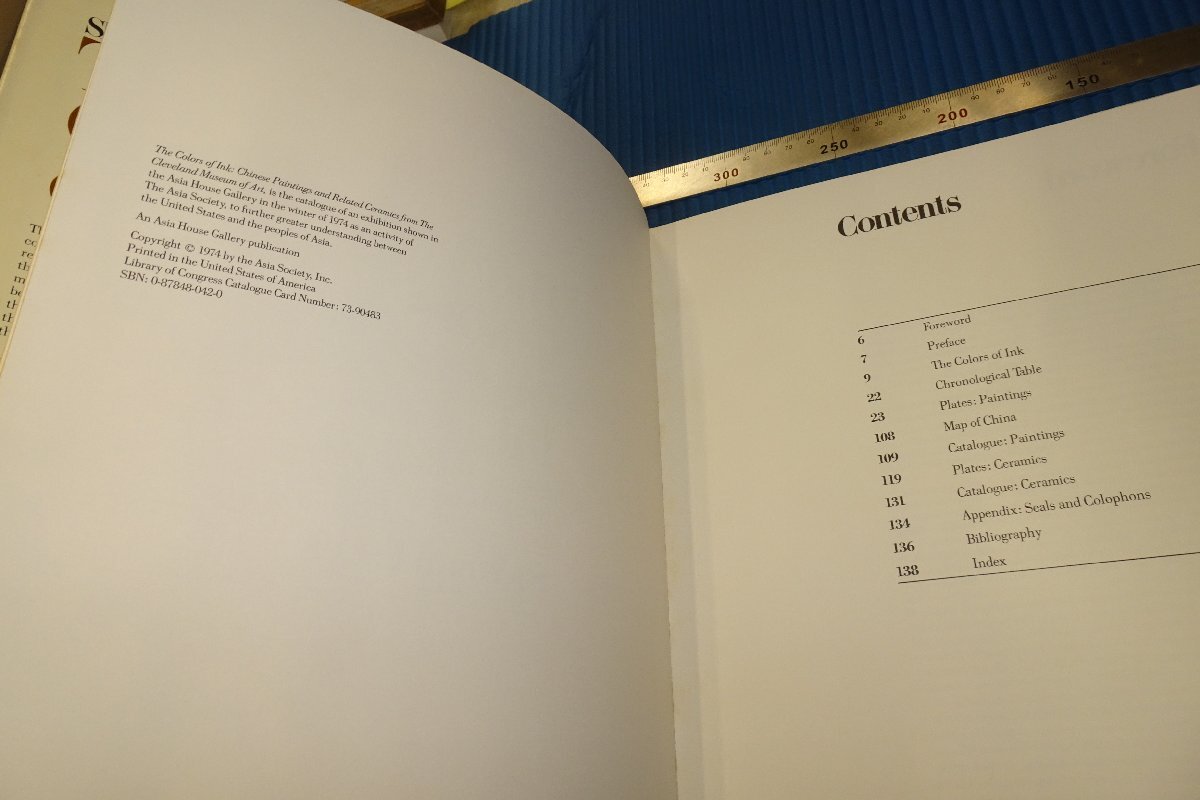 The Colors of Ink: Chinese Paintings and Related Ceramics from The
Cleveland Museum of Art, is the catalogue of an exhibition shown in
the Asia House Gallery in the winter of 1974 as an activity of
The Asia Society, to further greater understanding between
the United States and the peoples of Asia.
An Asia House Gallery publication
Copyright © 1974 by the Asia Society, Inc.
Printed in the United States of America
Library of Congress Catalogue Card Number: 73-90483
SBN: 0-87848-042-0
300 250 200 150
Contents
6 Foreword
7 Preface
9 The Colors of Ink
22 Chronological Table
23 Plates: Paintings
108 Map of China
109 Catalogue: Paintings
119 Plates: Ceramics
131 Catalogue: Ceramics
134 Appendix: Seals and Colophons
136 Bibliography
138 Index